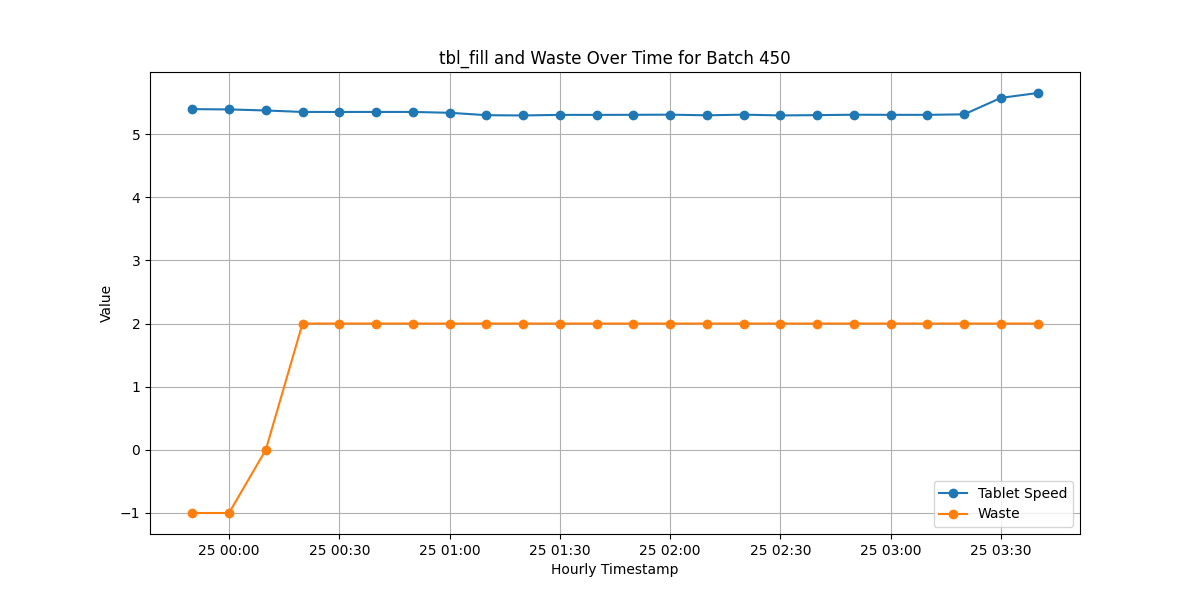 tbl_fill and Waste Over Time for Batch 450
Value
5
4
3
2
1
0
−1
Tablet Speed
Waste
25 00:00 25 00:30 25 01:00 25 01:30 25 02:00 25 02:30 25 03:00 25 03:30
Hourly Timestamp